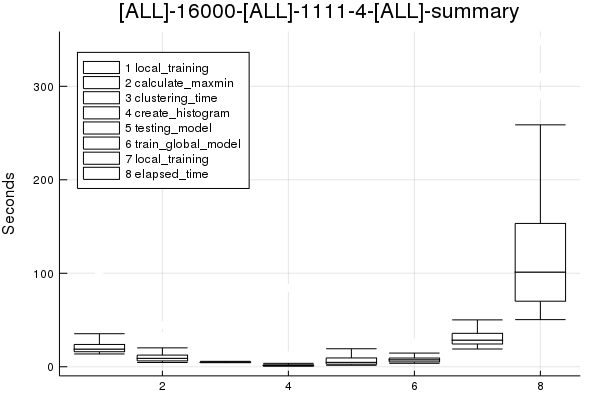 [ALL]-16000-[ALL]-1111-4-[ALL]-summary
Seconds
300
200
100
0
1 local_training
2 calculate_maxmin
3 clustering_time
4 create_histogram
5 testing_model
6 train_global_model
7 local_training
8 elapsed_time
2 4 6 8